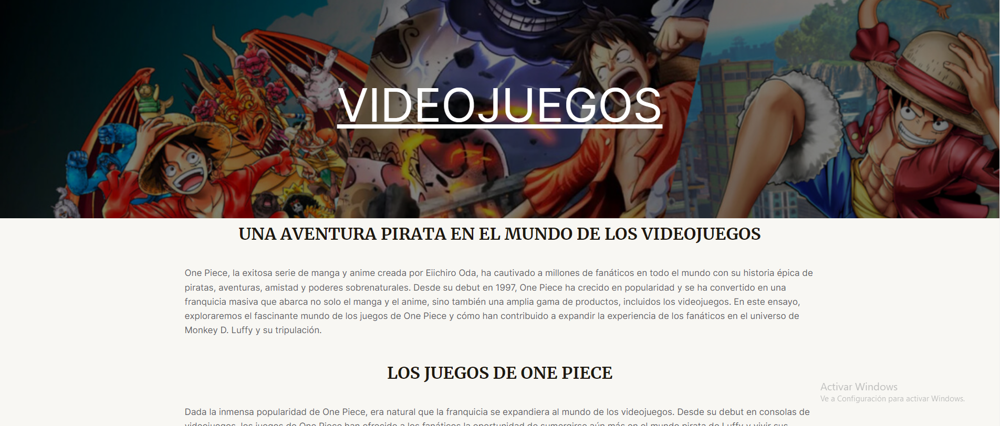 VIDEOJUEGOS
UNA AVENTURA PIRATA EN EL MUNDO DE LOS VIDEOJUEGOS
One Piece, la exitosa serie de manga y anime creada por Eiichiro Oda, ha cautivado a millones de fanáticos en todo el mundo con su historia épica de
piratas, aventuras, amistad y poderes sobrenaturales. Desde su debut en 1997, One Piece ha crecido en popularidad y se ha convertido en una
franquicia masiva que abarca no solo el manga y el anime, sino también una amplia gama de productos, incluidos los videojuegos. En este ensayo,
exploraremos el fascinante mundo de los juegos de One Piece y cómo han contribuido a expandir la experiencia de los fanáticos en el universo de
Monkey D. Luffy y su tripulación.
LOS JUEGOS DE ONE PIECE
Activar Windows
Ve a Configuración para activar Windows.
Dada la inmensa popularidad de One Piece, era natural que la franquicia se expandiera al mundo de los videojuegos. Desde su debut en consolas de
videojuegos, los juegos de One Piece han ofrecido a los fanáticos la oportunidad de sumergirse aún más en el mundo pirata de Luffy y vivir sus